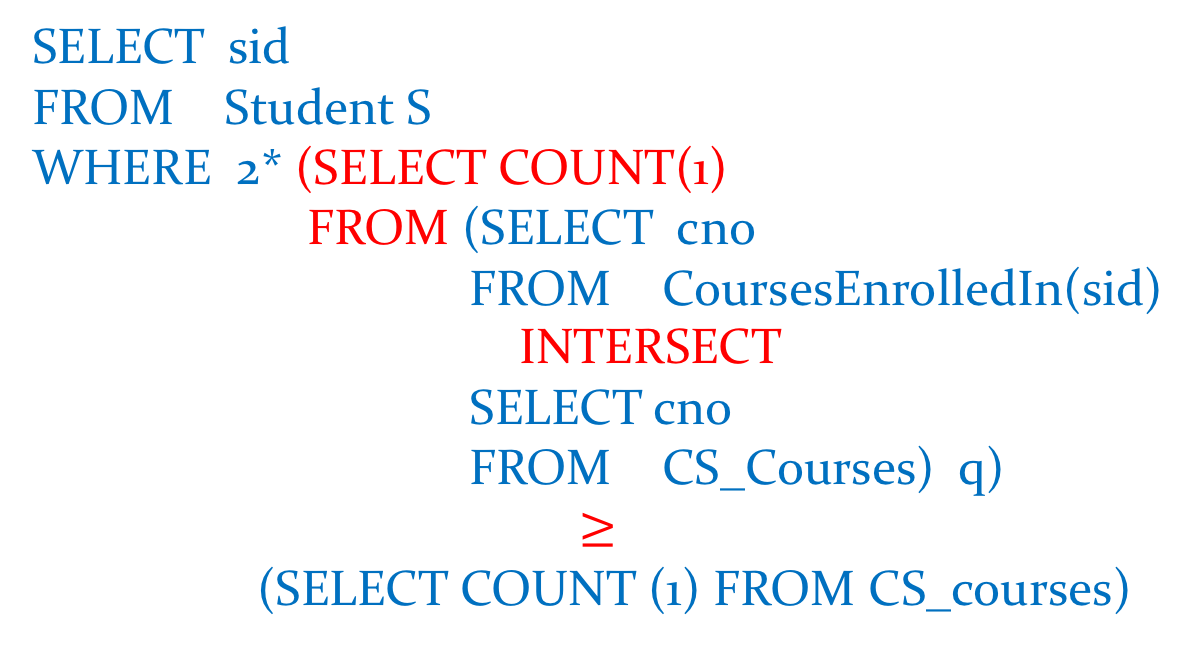 SELECT sid
FROM Student S
WHERE 2* (SELECT COUNT(1)
FROM (SELECT cno
FROM CoursesEnrolledIn(sid)
INTERSECT
SELECT cno
FROM CS_Courses) q)
≥
(SELECT COUNT (1) FROM CS_courses)